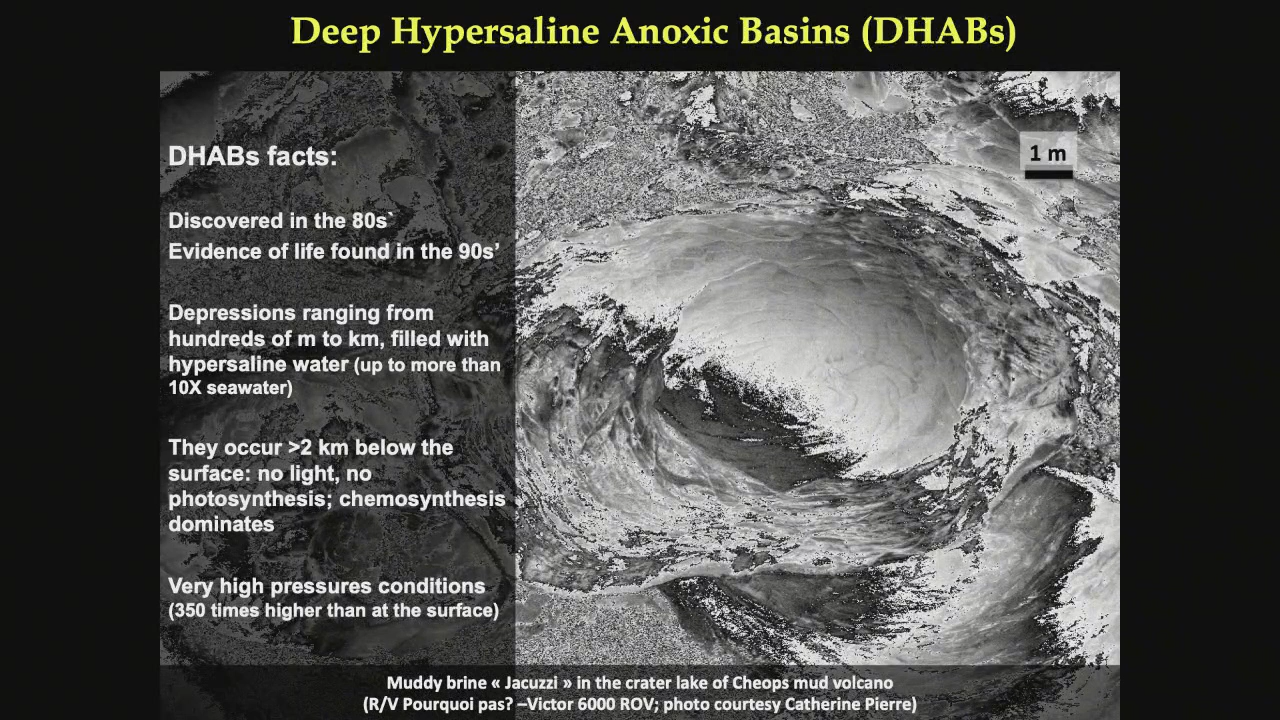 Deep Hypersaline Anoxic Basins (DHABs)
DHABs facts:
Discovered in the 80s`
Evidence of life found in the 90s’
Depressions ranging from
hundreds of m to km, filled with
hypersaline water (up to more than
10X seawater)
They occur >2 km below the
surface: no light, no
photosynthesis; chemosynthesis
dominates
Very high pressures conditions
(350 times higher than at the surface)
1 m
Muddy brine « Jacuzzi » in the crater lake of Cheops mud volcano
(R/V Pourquoi pas? –Victor 6000 ROV; photo courtesy Catherine Pierre)